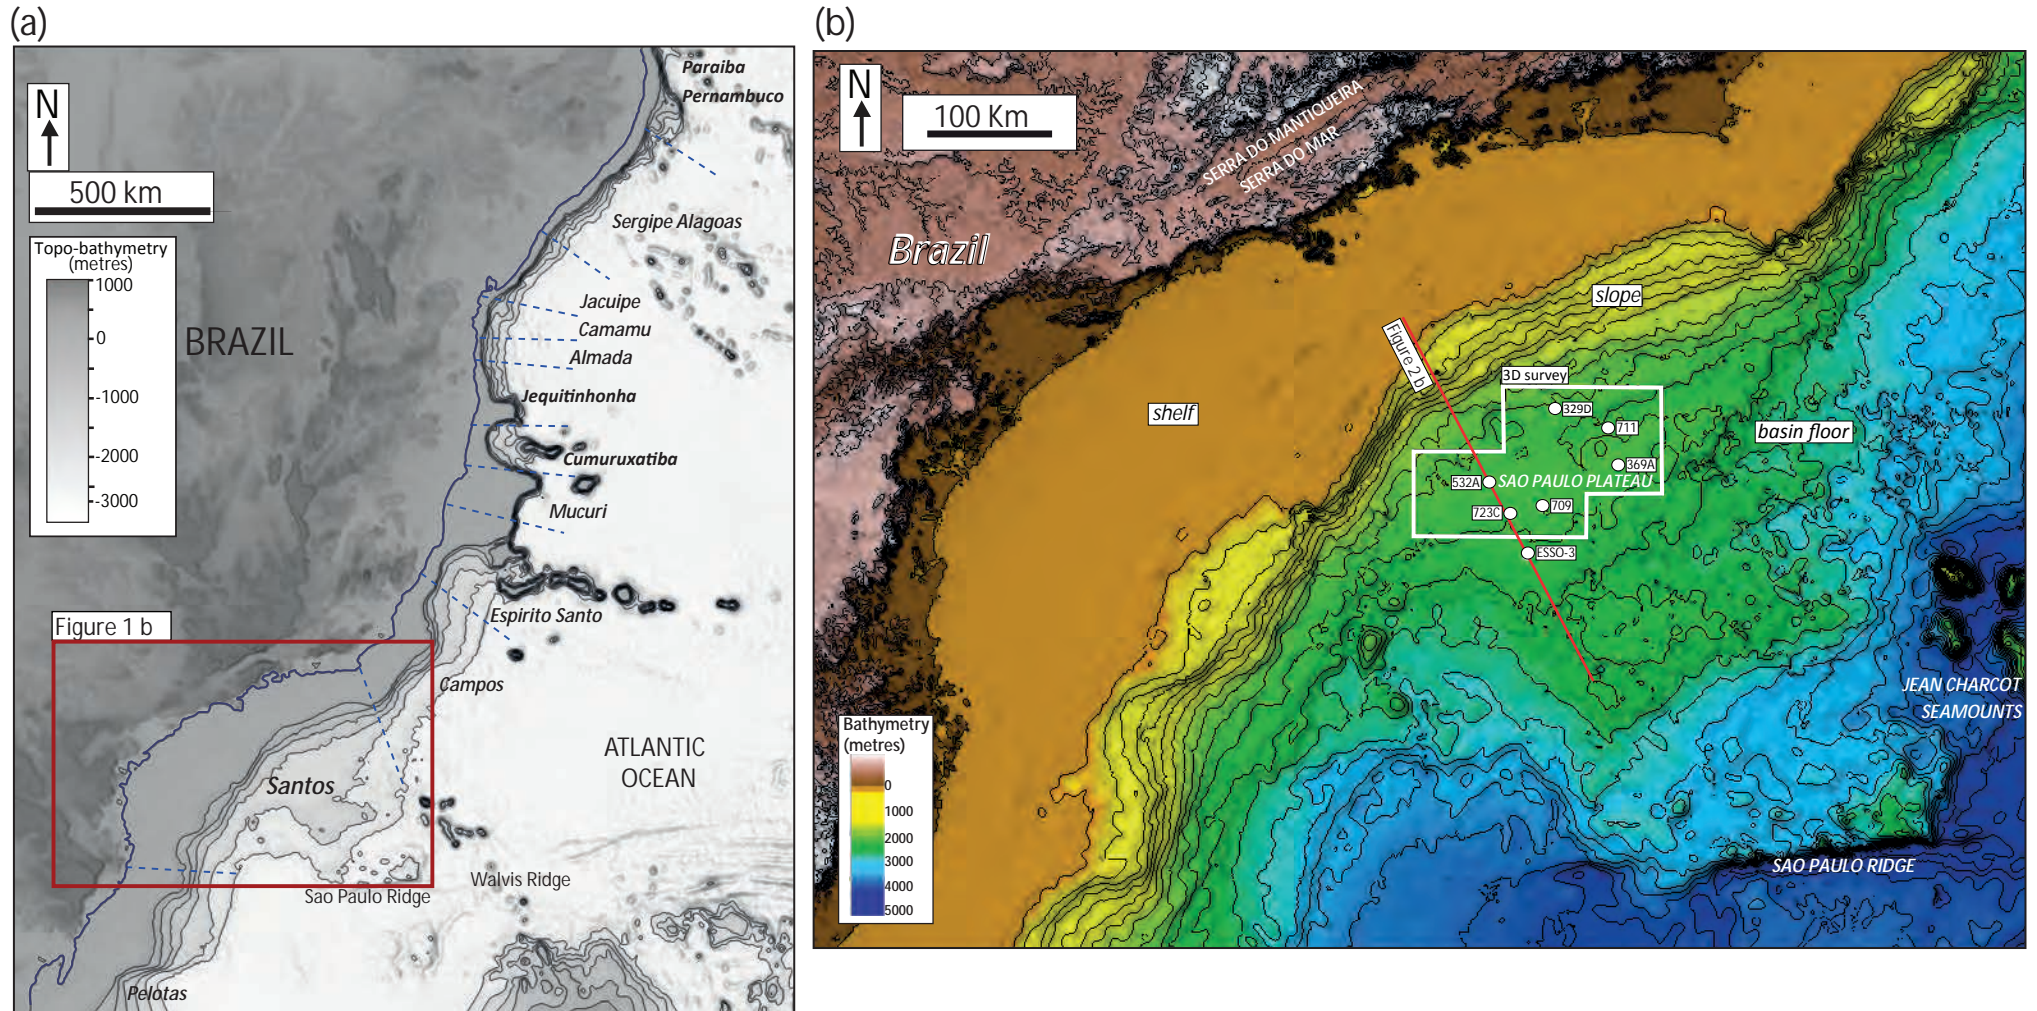 (a)
N
500 km
Topo-bathymetry
(metres)
1000
0
-1000
-2000
-3000
BRAZIL
Paraiba
Pernambuco
Sergipe Alagoas
Jacuipe
Camamu
Almada
Jequitinhonha
Cumuruxatiba
Mucuri
Espirito Santo
Figure 1 b
Campos
Santos
ATLANTIC
OCEAN
Sao Paulo Ridge
Walvis Ridge
Pelotas
(b)
N
100 Km
SERRA DO MANTIQUEIRA
SERRA DO MAR
Brazil
slope
Figure 2 b
3D survey
shelf
329D
711
basin floor
369A
532A
SAO PAULO PLATEAU
709
723C
ESSO-3
JEAN CHARCOT
SEAMOUNTS
Bathymetry
(metres)
0
1000
2000
3000
4000
5000
SAO PAULO RIDGE